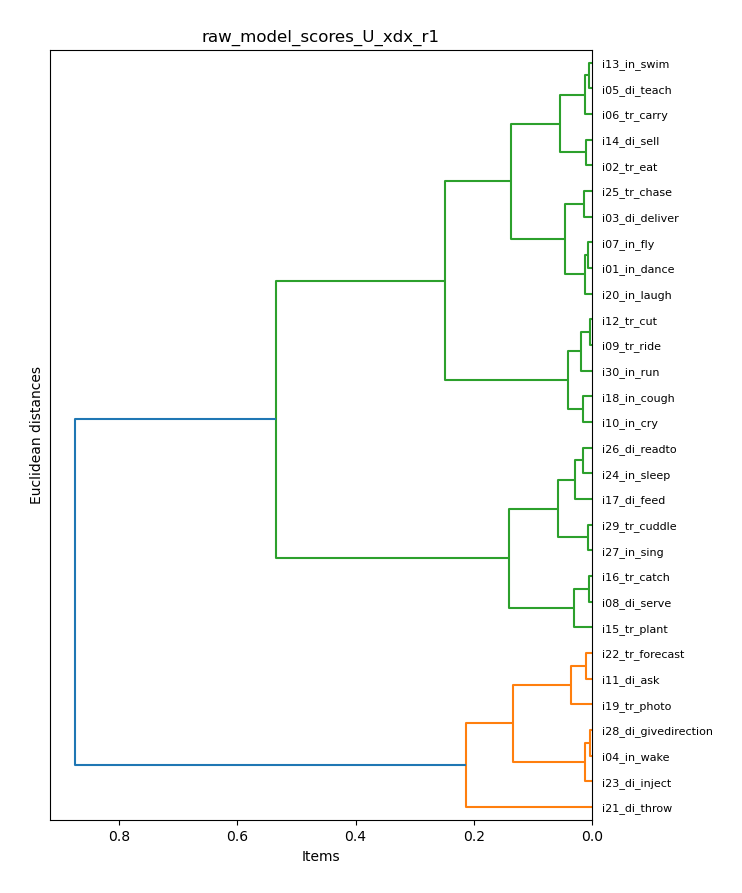 raw_model_scores_U_xdx_r1
i13_in_swim
i05_di_teach
i06_tr_carry
i14_di_sell
i02_tr_eat
i25_tr_chase
i03_di_deliver
i07_in_fly
i01_in_dance
i20_in_laugh
i12_tr_cut
i09_tr_ride
i30_in_run
i18_in_cough
i10_in_cry
i26_di_readto
i24_in_sleep
i17_di_feed
i29_tr_cuddle
i27_in_sing
i16_tr_catch
i08_di_serve
i15_tr_plant
i22_tr_forecast
i11_di_ask
i19_tr_photo
i28_di_givedirection
i04_in_wake
i23_di_inject
i21_di_throw
Euclidean distances
0.8 0.6 0.4 0.2 0.0
Items